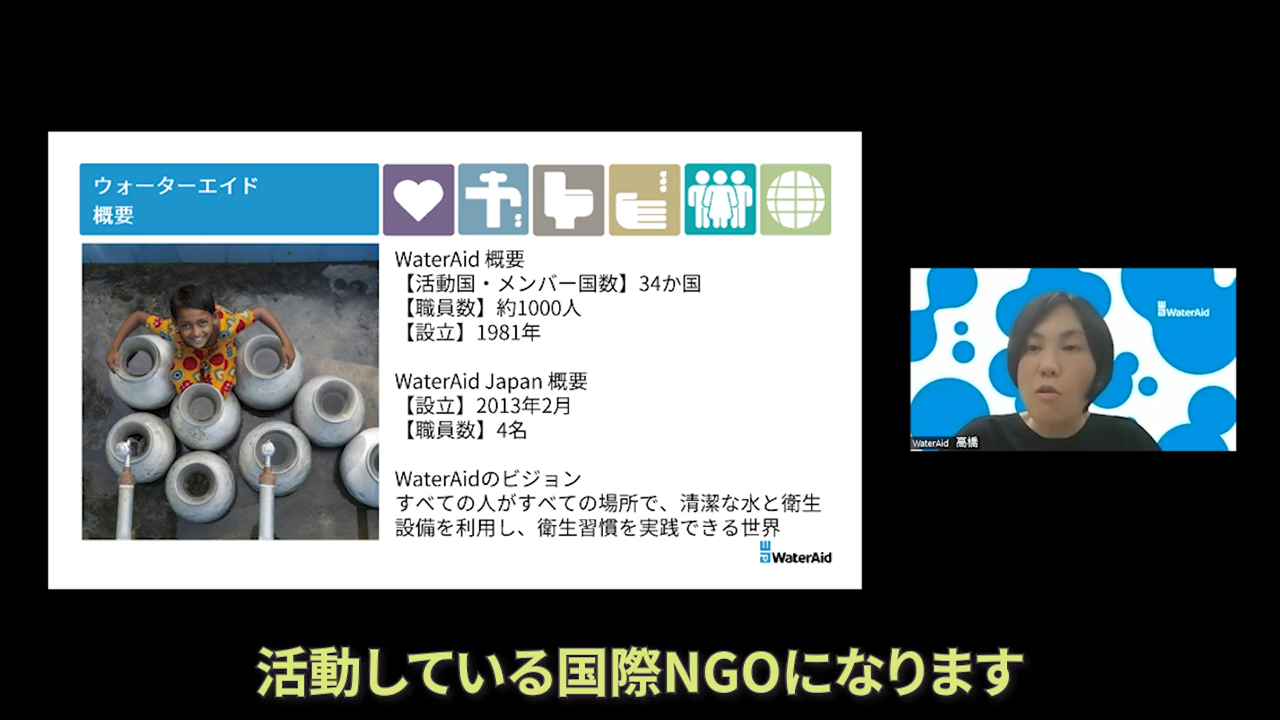 ウォーターエイド
概要
WaterAid 概要
【活動国・メンバー国数】34か国
【職員数】約1000人
【設立】1981年
WaterAid Japan 概要
【設立】2013年2月
【職員数】4名
WaterAidのビジョン
すべての人がすべての場所で、清潔な水と衛生
設備を利用し、衛生習慣を実践できる世界
WaterAid
WaterAid
WaterAid 高橋
活動している国際NGOになります